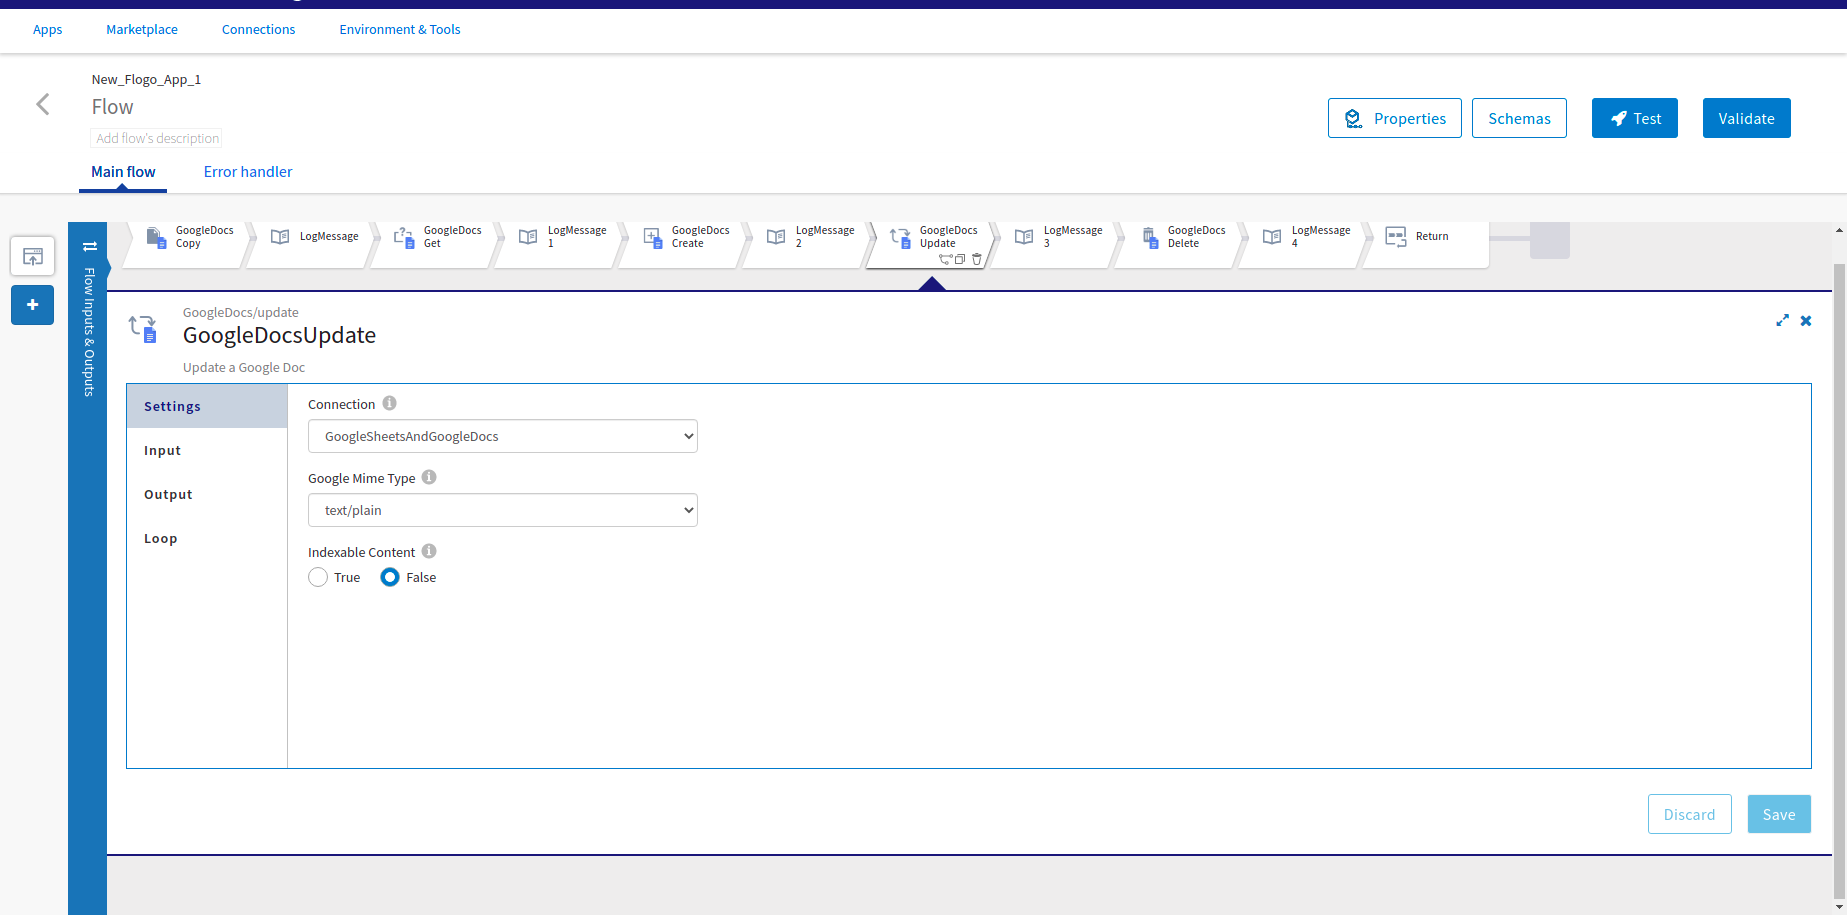 Apps Marketplace Connections Environment & Tools
New_Flogo_App_1
Flow
Add flow's description
Properties Schemas Test Validate
Main flow Error handler
Flow Inputs & Outputs
GoogleDocs
Copy
LogMessage
GoogleDocs
Get
LogMessage
1
GoogleDocs
Create
LogMessage
2
GoogleDocs
Update
LogMessage
3
GoogleDocs
Delete
LogMessage
4
Return
GoogleDocs/update
GoogleDocsUpdate
Update a Google Doc
Settings
Input
Output
Loop
Connection
GoogleSheetsAndGoogleDocs
Google Mime Type
text/plain
Indexable Content
True False
Discard Save